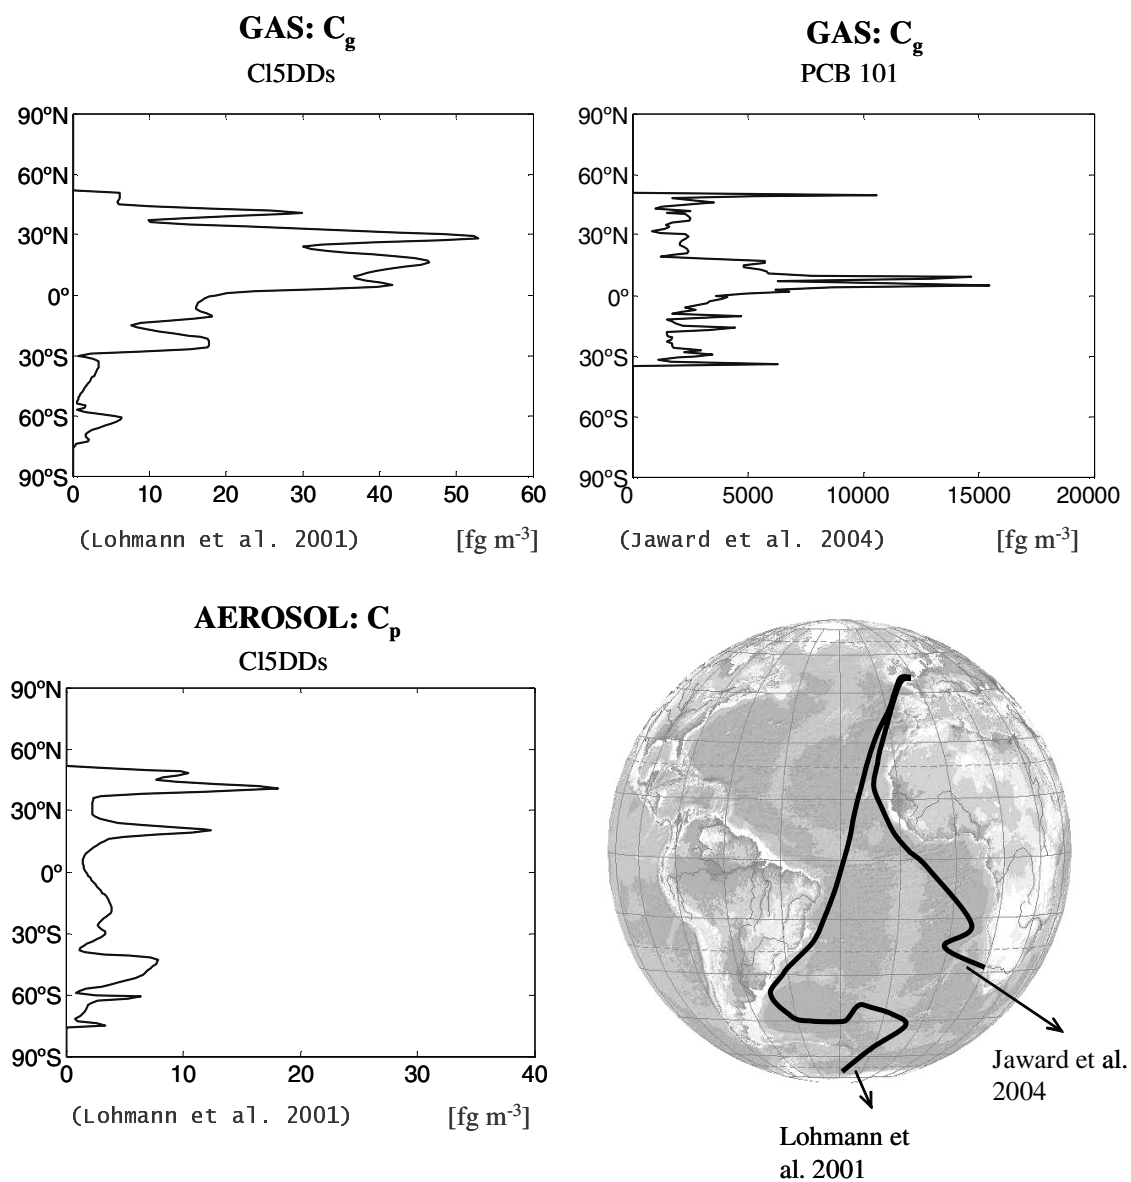 GAS: Cg
Cl5DDs
90ºN
60ºN
30ºN
0º
30ºS
60ºS
90ºS
0 10 20 30 40 50 60
(Lohmann et al. 2001) [fg m-3]
GAS: Cg
PCB 101
90ºN
60ºN
30ºN
0º
30ºS
60ºS
90ºS
0 5000 10000 15000 20000
(Jaward et al. 2004) [fg m-3]
AEROSOL: Cp
Cl5DDs
90ºN
60ºN
30ºN
0º
30ºS
60ºS
90ºS
0 10 20 30 40
(Lohmann et al. 2001) [fg m-3]
Jaward et al.
2004
Lohmann et
al. 2001